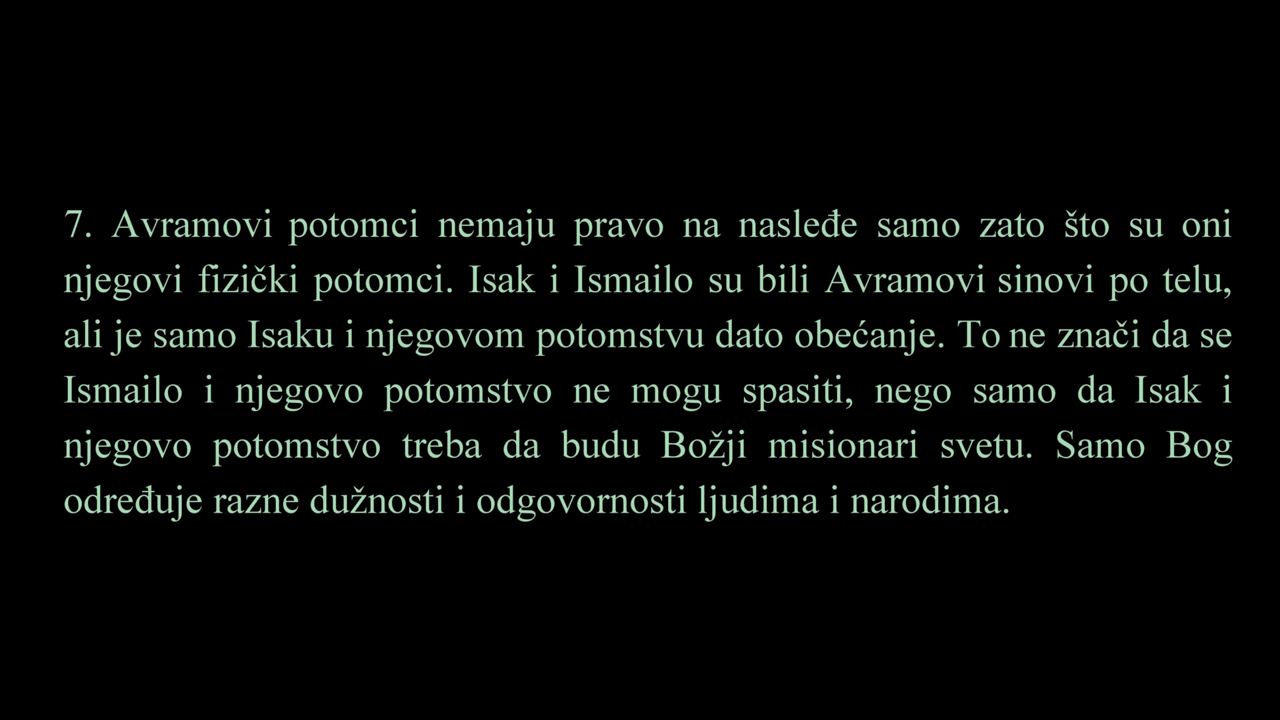 7. Avramovi potomci nemaju pravo na nasleđe samo zato što su oni
njegovi fizički potomci. Isak i Ismailo su bili Avramovi sinovi po telu,
ali je samo Isaku i njegovom potomstvu dato obećanje. To ne znači da se
Ismailo i njegovo potomstvo ne mogu spasiti, nego samo da Isak i
njegovo potomstvo treba da budu Božji misionari svetu. Samo Bog
određuje razne dužnosti i odgovornosti ljudima i narodima.